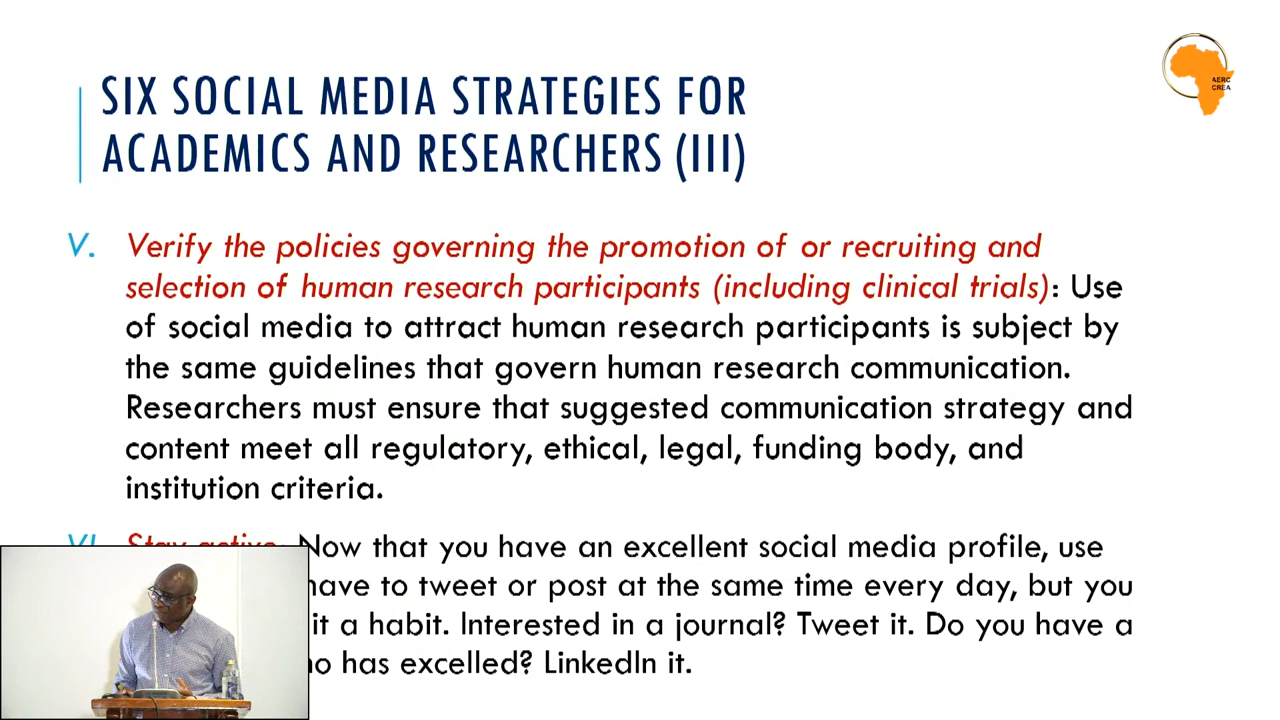 SIX SOCIAL MEDIA STRATEGIES FOR
ACADEMICS AND RESEARCHERS (III)
AERC
CREA
V. Verify the policies governing the promotion of or recruiting and
selection of human research participants (including clinical trials): Use
of social media to attract human research participants is subject by
the same guidelines that govern human research communication.
Researchers must ensure that suggested communication strategy and
content meet all regulatory, ethical, legal, funding body, and
institution criteria.
VI. Stay active: Now that you have an excellent social media profile, use
have to tweet or post at the same time every day, but you
it a habit. Interested in a journal? Tweet it. Do you have a
has excelled? LinkedIn it.